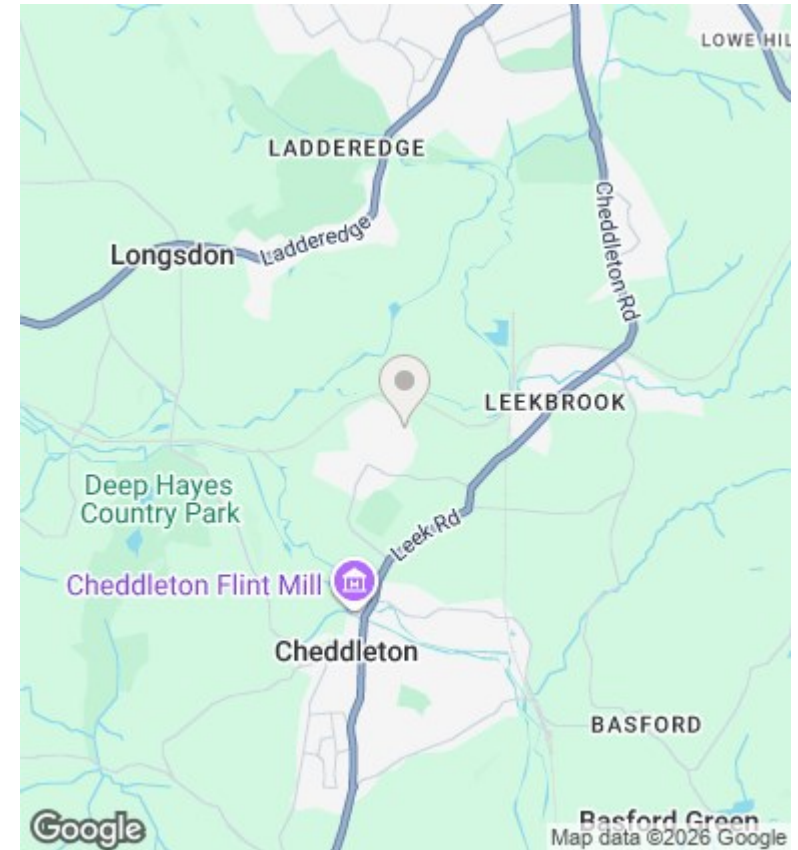 LOWE HIL
LADDEREDGE
Cheddleton Rd
Ladderedge
Longsdon
LEEKBROOK
Deep Hayes
Country Park
Leek Rd
Cheddleton Flint Mill
Cheddleton
BASFORD
Basford Green
Google
Map data ©2026 Google